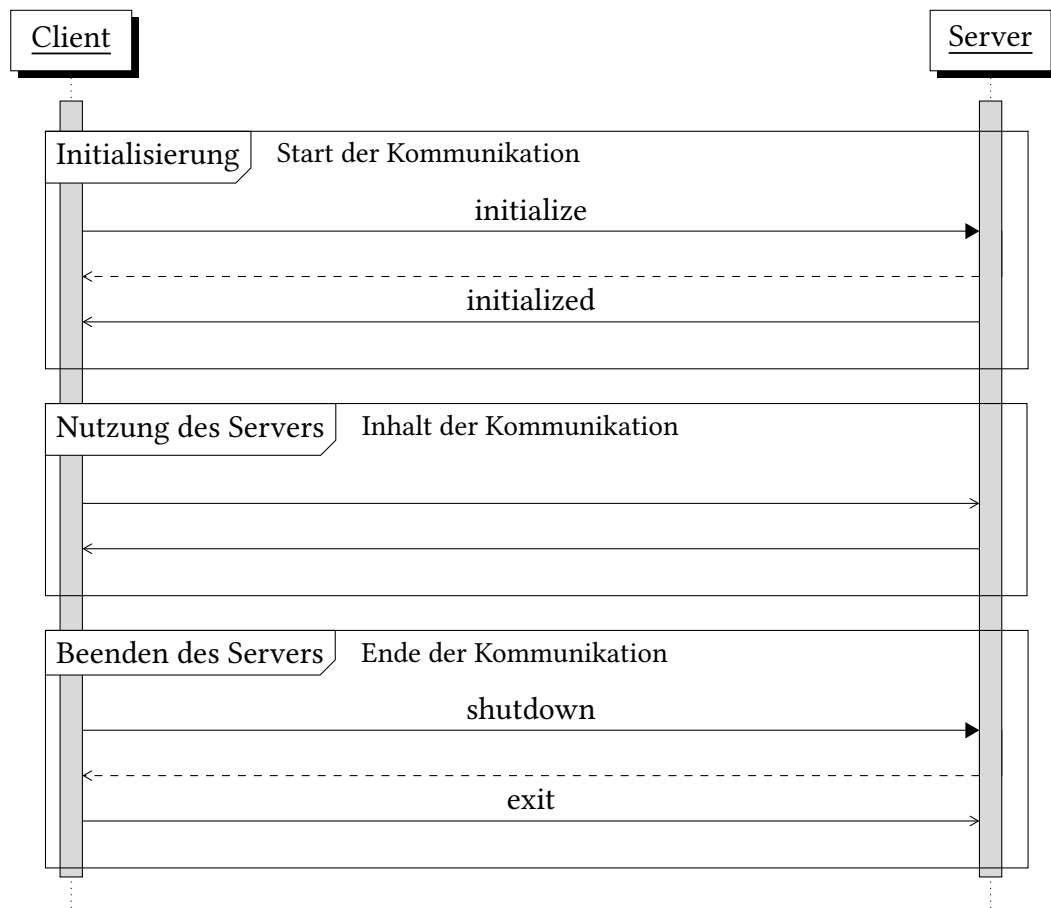 Client
Server
Initialisierung
Start der Kommunikation
initialize
initialized
Nutzung des Servers
Inhalt der Kommunikation
Beenden des Servers
Ende der Kommunikation
shutdown
exit